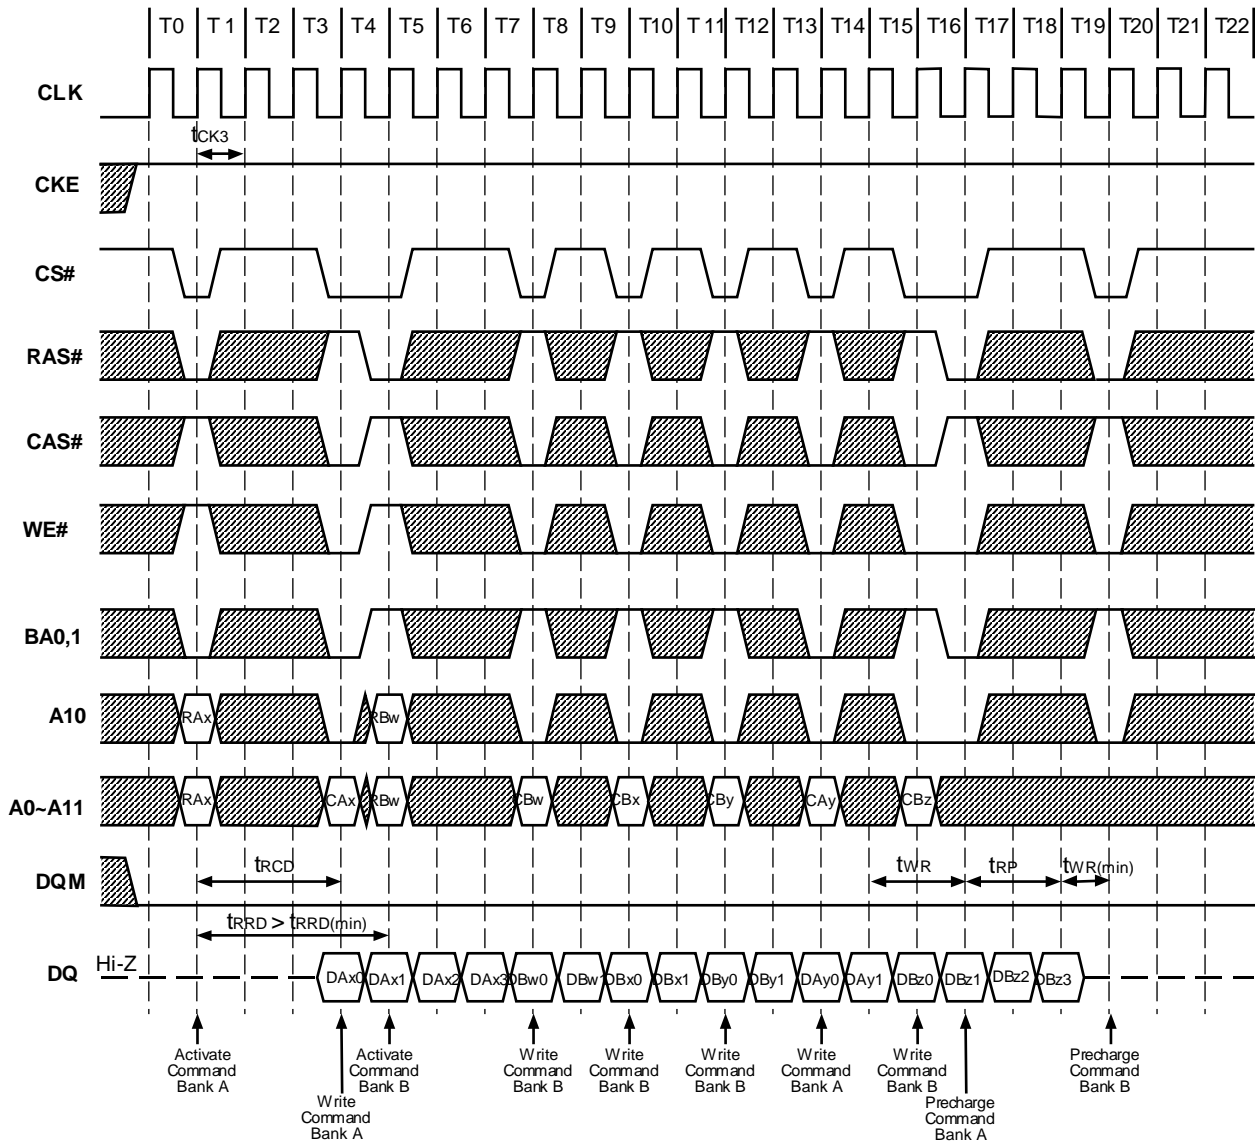 T0 T1 T2 T3 T4 T5 T6 T7 T8 T9 T10 T11 T12 T13 T14 T15 T16 T17 T18 T19 T20 T21 T22
CLK
tCK3
CKE
CS#
RAS#
CAS#
WE#
BA0,1
A10
RAx RBw
A0~A11
RAx CAx RBw CBw CBx CBy CAy CBz
DQM
tRCD tWR tRP tWR(min)
tRRD > tRRD(min)
DQ
Hi-Z
DAx0 DAx1 DAx2 DAx3 DBw0 DBw1 DBx0 DBx1 DBy0 DBy1 DAy0 DAy1 DBz0 DBz1 DBz2 DBz3
Activate
Command
Bank A
Write
Command
Bank A
Activate
Command
Bank B
Write
Command
Bank B
Write
Command
Bank B
Write
Command
Bank B
Write
Command
Bank A
Write
Command
Bank B
Precharge
Command
Bank A
Precharge
Command
Bank B